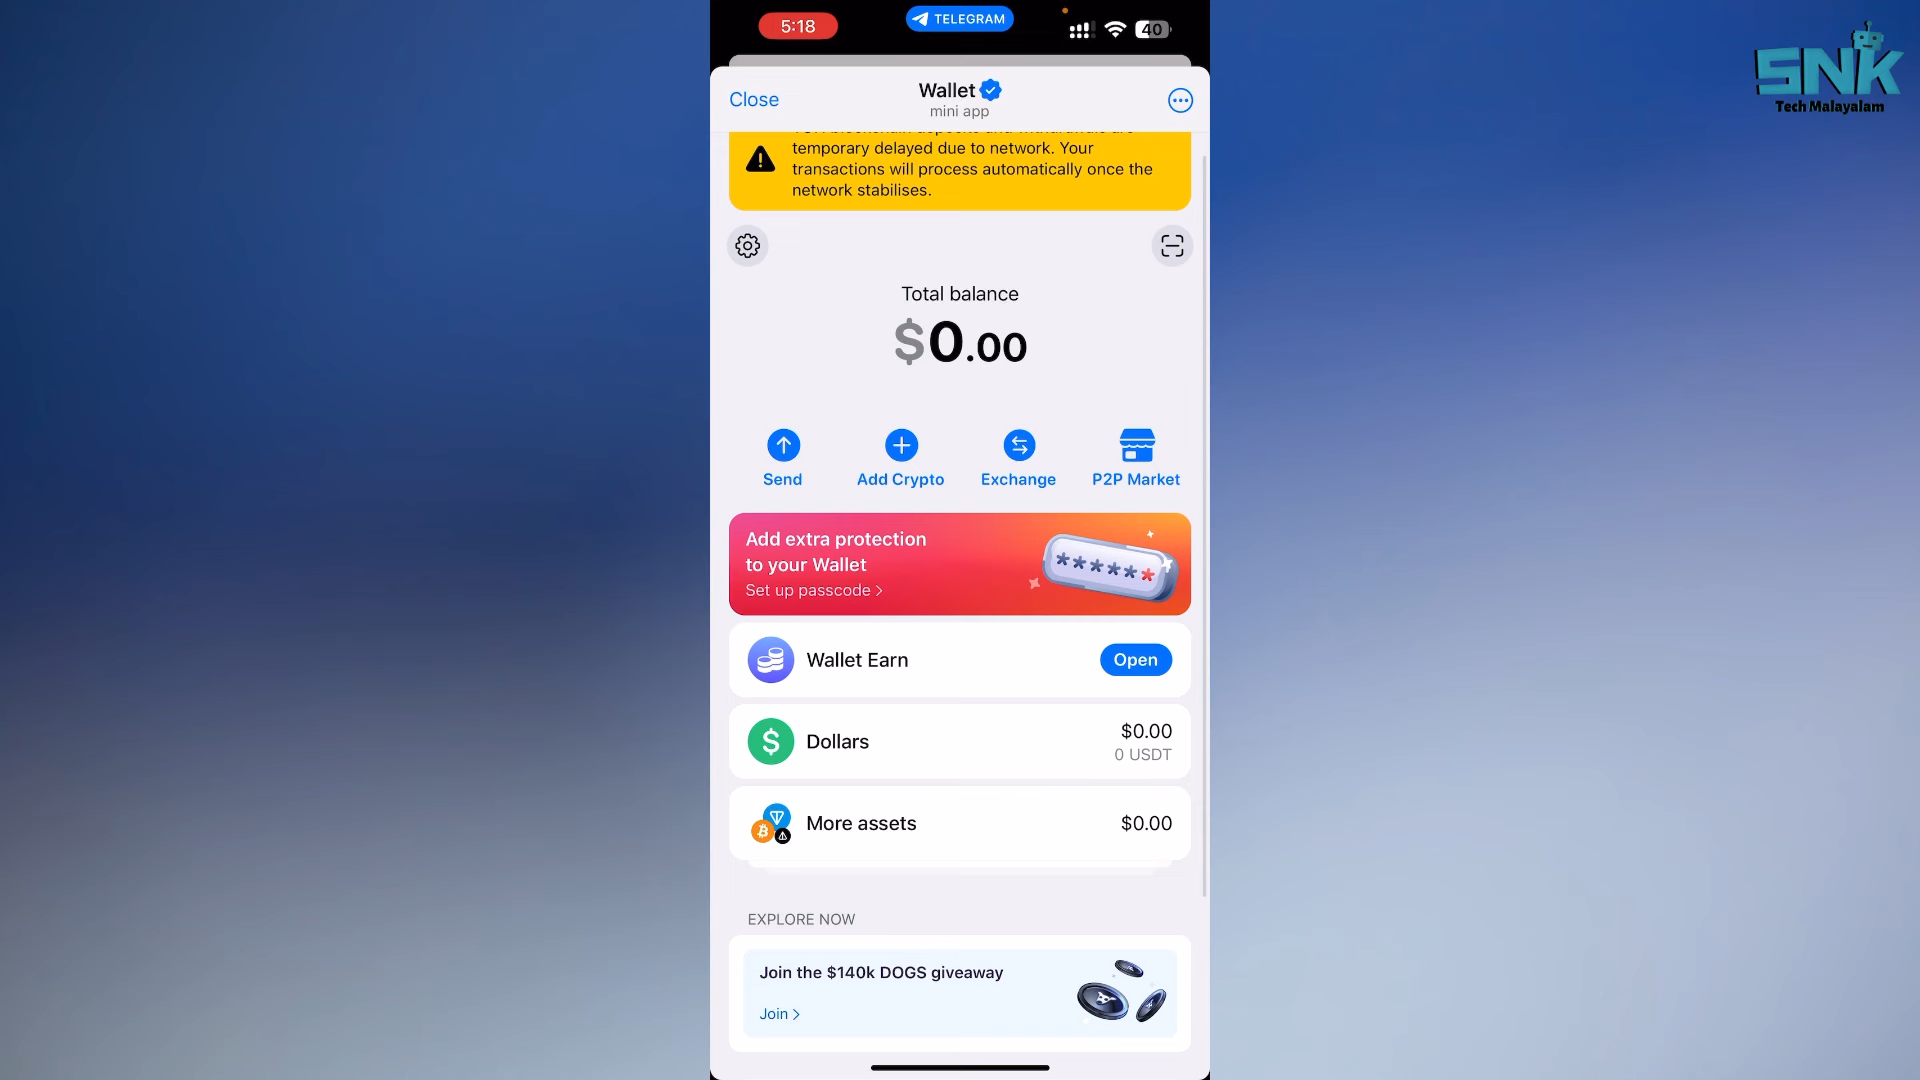 5:18
TELEGRAM
40
SNK
Tech Malayalam
Close
Wallet
mini app
temporary delayed due to network. Your
transactions will process automatically once the
network stabilises.
Total balance
$0.00
Send
Add Crypto
Exchange
P2P Market
Add extra protection
to your Wallet
Set up passcode >
******
Wallet Earn
Open
Dollars
$0.00
0 USDT
More assets
$0.00
EXPLORE NOW
Join the $140k DOGS giveaway
Join >